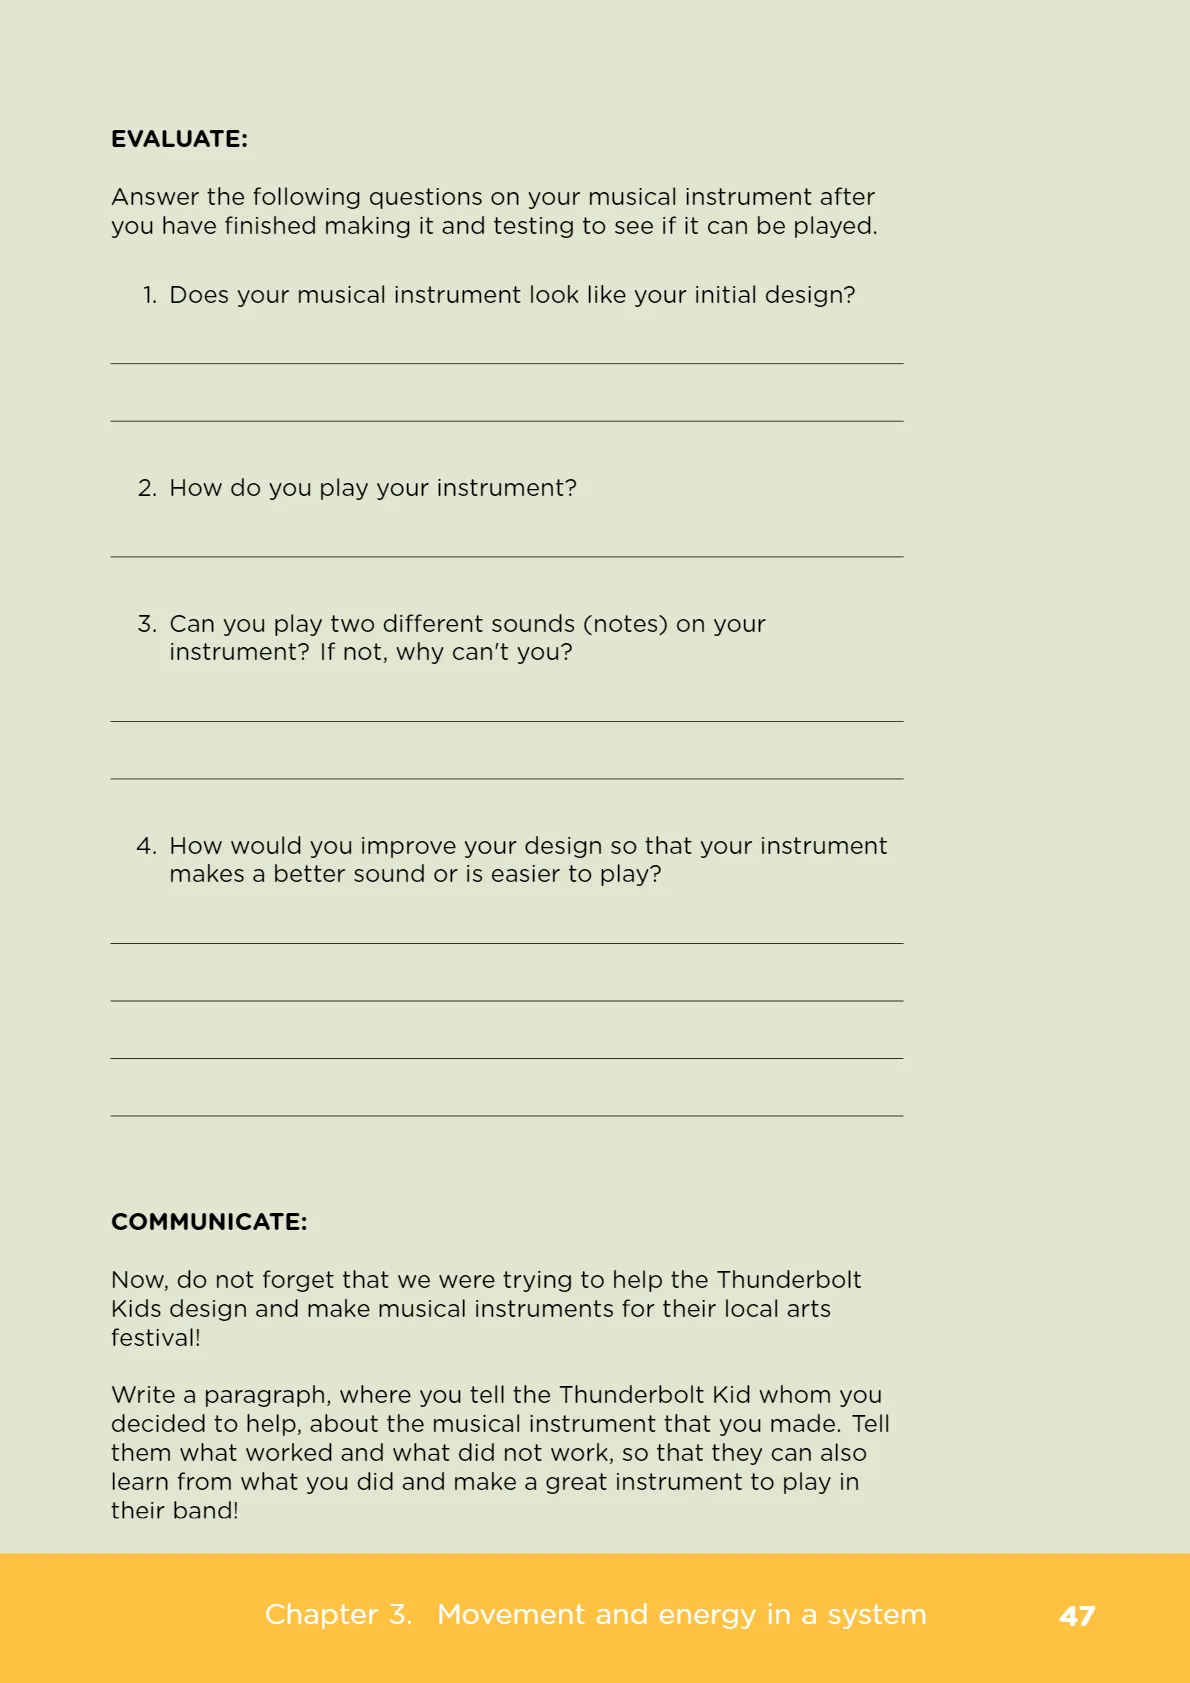 EVALUATE:
Answer the following questions on your musical instrument after
you have finished making it and testing to see if it can be played.
1. Does your musical instrument look like your initial design?
2. How do you play your instrument?
3. Can you play two different sounds (notes) on your
instrument? If not, why can't you?
4. How would you improve your design so that your instrument
makes a better sound or is easier to play?
COMMUNICATE:
Now, do not forget that we were trying to help the Thunderbolt
Kids design and make musical instruments for their local arts
festival!
Write a paragraph, where you tell the Thunderbolt Kid whom you
decided to help, about the musical instrument that you made. Tell
them what worked and what did not work, so that they can also
learn from what you did and make a great instrument to play in
their band!
Chapter 3. Movement and energy in a system 47